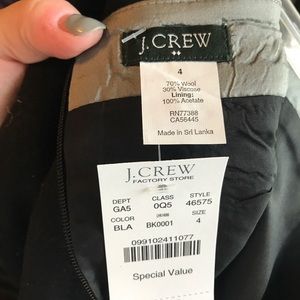 J.CREW
4
70% Wool
30% Viscose
Lining:
100% Acetate
RN77388
CA56445
Made in Sri Lanka
J.CREW
FACTORY STORE
DEPT CLASS STYLE
GA5 0Q5 46575
COLOR SIZE
BLA BK0001 4
099102411077
Special Value